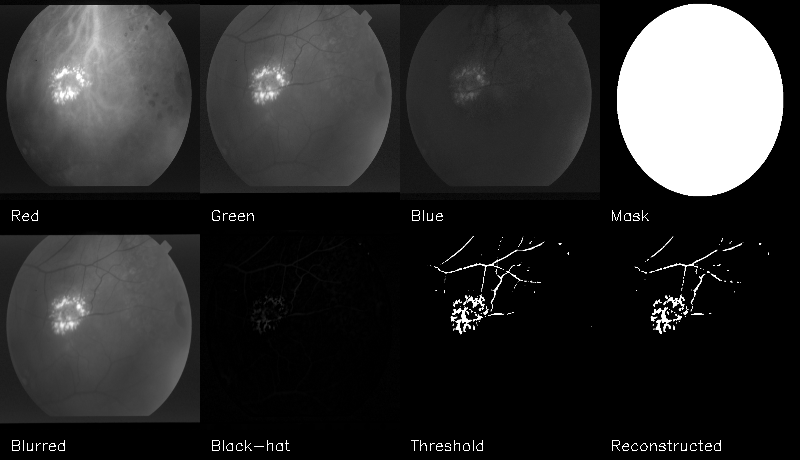 Red
Green
Blue
Mask
Blurred
Black-hat
Threshold
Reconstructed